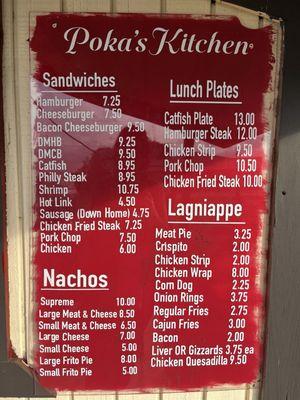 Poka's Kitchen
Sandwiches
Hamburger 7.25
Cheeseburger 7.50
Bacon Cheeseburger 9.50
DMHB 9.25
DMCB 9.50
Catfish 8.95
Philly Steak 8.95
Shrimp 10.75
Hot Link 4.50
Sausage (Down Home) 4.75
Chicken Fried Steak 7.25
Pork Chop 7.50
Chicken 6.00
Nachos
Supreme 10.00
Large Meat & Cheese 8.50
Small Meat & Cheese 6.50
Large Cheese 7.00
Small Cheese 5.00
Large Frito Pie 8.00
Small Frito Pie 5.00
Lunch Plates
Catfish Plate 13.00
Hamburger Steak 12.00
Chicken Strip 9.50
Pork Chop 10.50
Chicken Fried Steak 10.00
Lagniappe
Meat Pie 3.25
Crispito 2.00
Chicken Strip 2.00
Chicken Wrap 8.00
Corn Dog 2.25
Onion Rings 3.75
Regular Fries 2.75
Cajun Fries 3.00
Bacon 2.00
Liver OR Gizzards 3.75 ea
Chicken Quesadilla 9.50